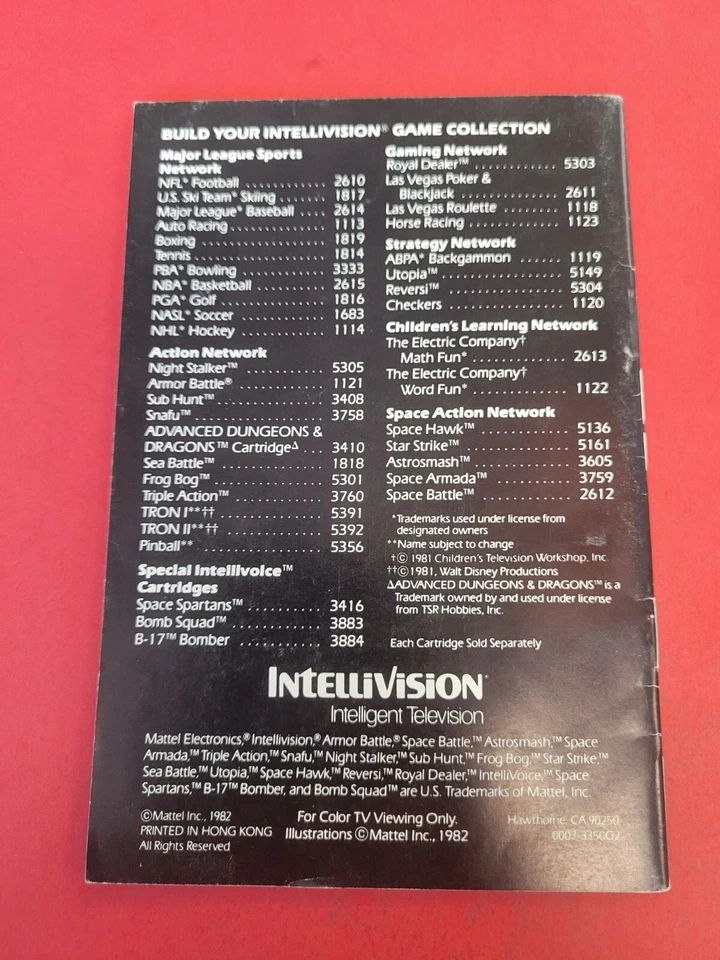 BUILD YOUR INTELLIVISION® GAME COLLECTION
Major League Sports
Network
NFL* Football ............ 2610
U.S. Ski Team* Skiing ....... 1817
Major League* Baseball .... 2614
Auto Racing .............. 1113
Boxing .................. 1819
Tennis .................. 1814
PBA* Bowling ............ 3333
NBA* Basketball .......... 2615
PGA* Golf ............... 1816
NASL* Soccer ............ 1683
NHL* Hockey ............ 1114
Action Network
Night Stalker™ ............ 5305
Armor Battle® ............ 1121
Sub Hunt™ .............. 3408
Snafu™ ................. 3758
ADVANCED DUNGEONS &
DRAGONS™ Cartridge∆ ... 3410
Sea Battle™ .............. 1818
Frog Bog™ ............... 5301
Triple Action™ ............ 3760
TRON I**†† .............. 5391
TRON II**†† ............. 5392
Pinball** ................ 5356
Special Intellivoice™
Cartridges
Space Spartans™ .......... 3416
Bomb Squad™ ............ 3883
B-17™ Bomber ........... 3884
Gaming Network
Royal Dealer™ ............ 5303
Las Vegas Poker &
Blackjack ............... 2611
Las Vegas Roulette ........ 1118
Horse Racing ............. 1123
Strategy Network
ABPA* Backgammon ...... 1119
Utopia™ ................. 5149
Reversi™ ................ 5304
Checkers ................ 1120
Children's Learning Network
The Electric Company†
Math Fun* ............. 2613
The Electric Company†
Word Fun* ............. 1122
Space Action Network
Space Hawk™ ............ 5136
Star Strike™ .............. 5161
Astrosmash™ ............. 3605
Space Armada™ .......... 3759
Space Battle™ ............ 2612
*Trademarks used under license from
designated owners
**Name subject to change
†© 1981 Children's Television Workshop, Inc.
††©1981, Walt Disney Productions
∆ADVANCED DUNGEONS & DRAGONS™ is a
Trademark owned by and used under license
from TSR Hobbies, Inc.
Each Cartridge Sold Separately
INTELLIVISION
Intelligent Television
Mattel Electronics,® Intellivision,® Armor Battle,® Space Battle,™ Astrosmash,™ Space
Armada,™ Triple Action,™ Snafu,™ Night Stalker,™ Sub Hunt,™ Frog Bog,™ Star Strike,™
Sea Battle,™ Utopia,™ Space Hawk,™ Reversi,™ Royal Dealer,™ IntelliVoice,™ Space
Spartans,™ B-17™ Bomber, and Bomb Squad™ are U.S. Trademarks of Mattel, Inc.
©Mattel Inc., 1982
PRINTED IN HONG KONG
All Rights Reserved
For Color TV Viewing Only.
Illustrations ©Mattel Inc., 1982
Hawthorne, CA 90250
0007-3350G2